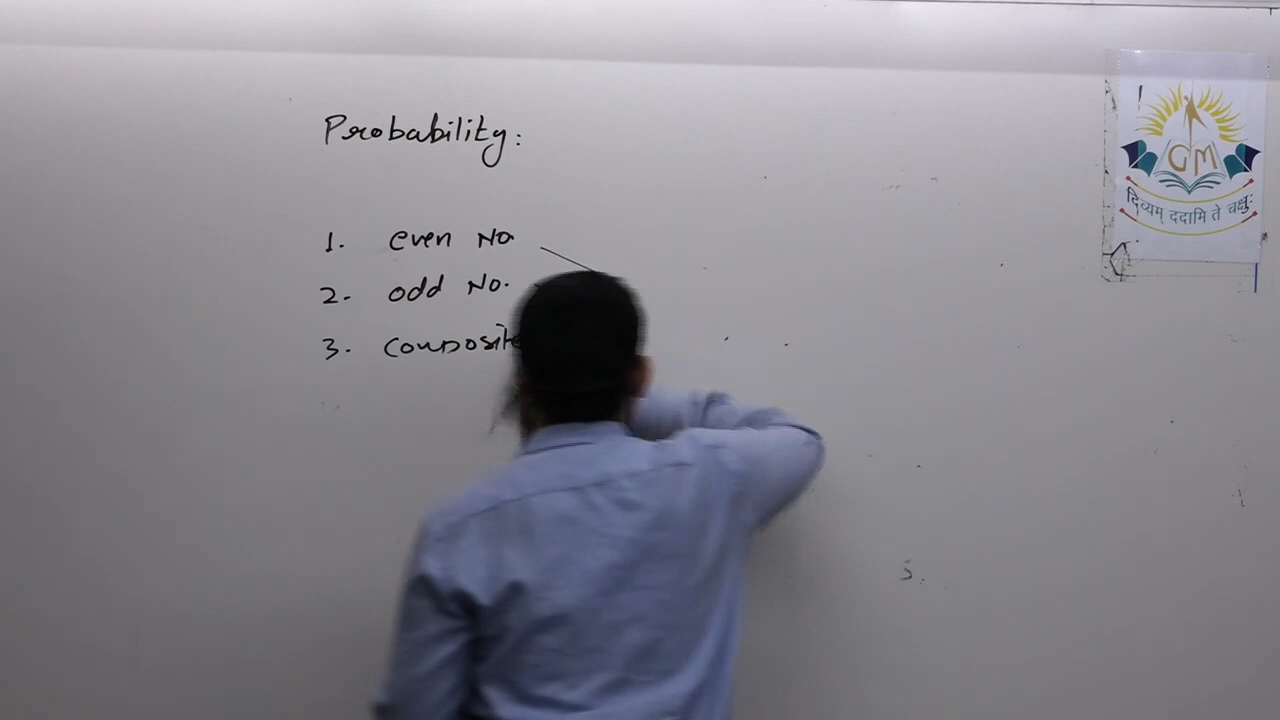 Probability:
1. even No
2. odd No.
3. composite
GM
दिव्यम् ददामि ते चक्षुः